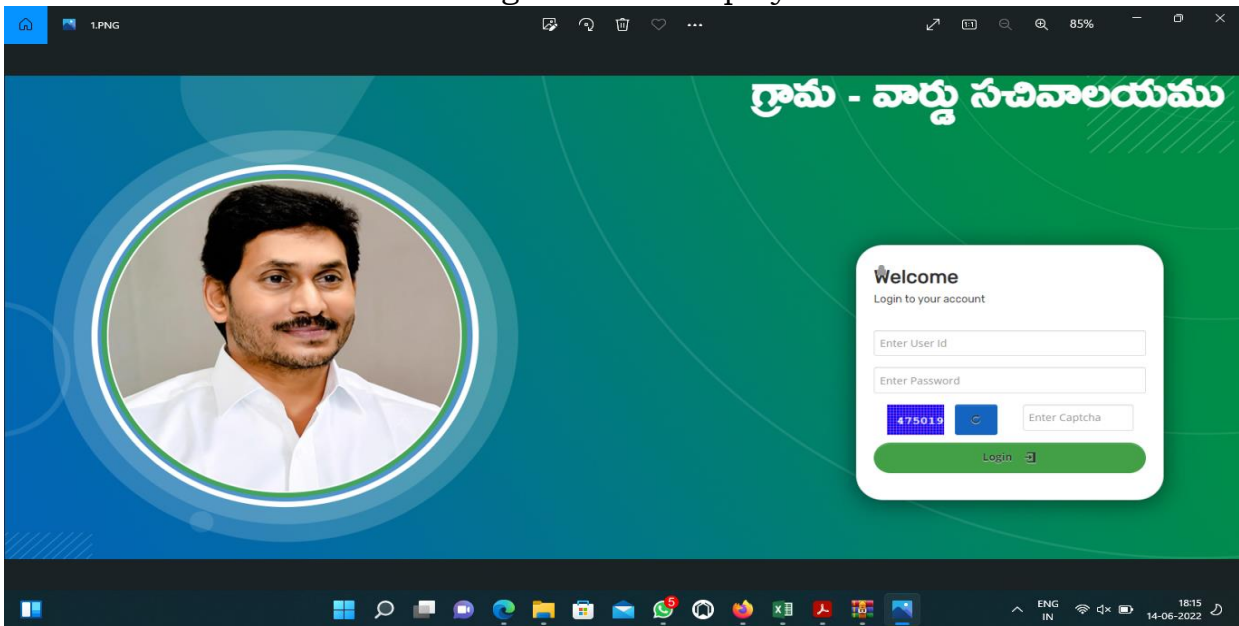 1.PNG
85%
గ్రామ - వార్డు సచివాలయము
Welcome
Login to your account
Enter User Id
Enter Password
475019
Enter Captcha
Login
5
ENG
IN
18:15
14-06-2022